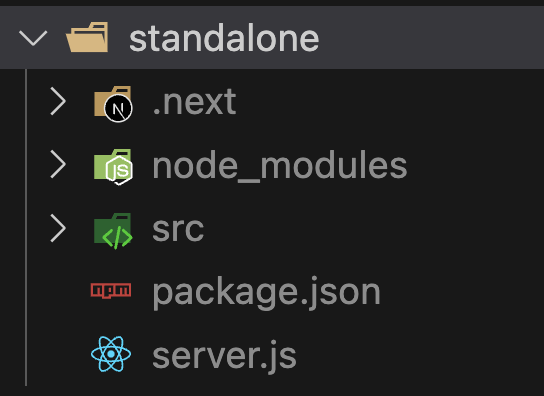 standalone
.next
node_modules
src
package.json
server.js